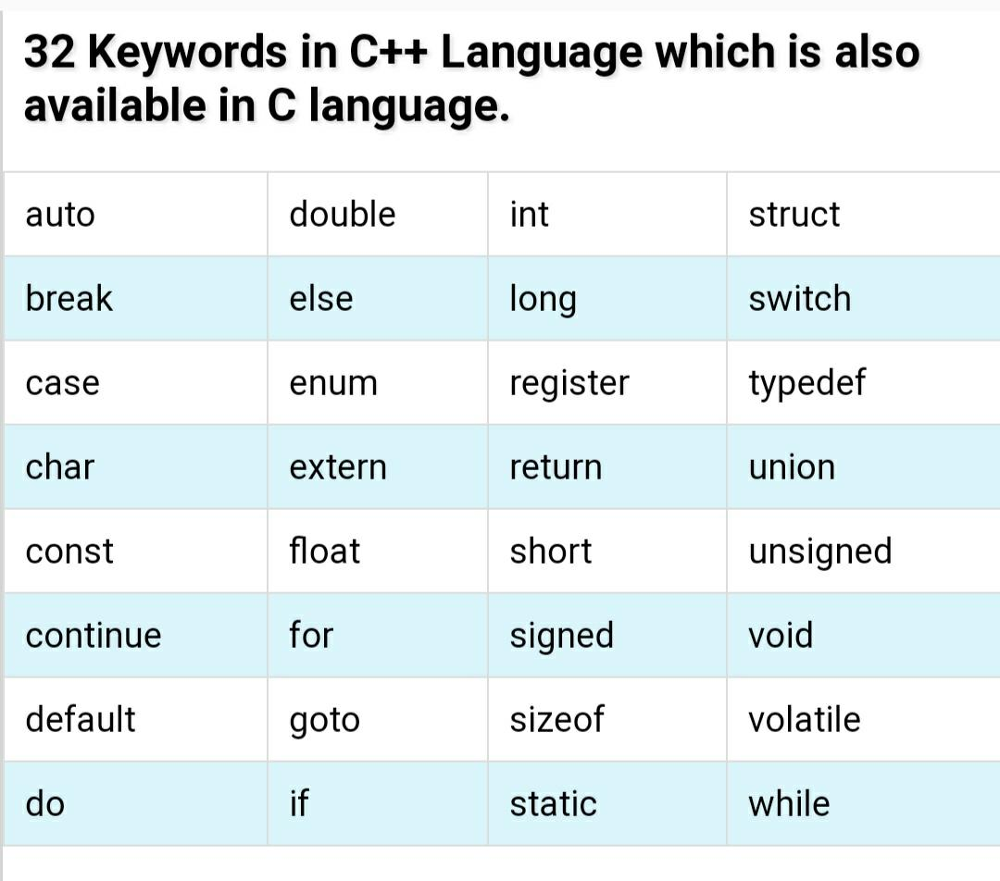 32 Keywords in C++ Language which is also
available in C language.
auto double int struct
break else long switch
case enum register typedef
char extern return union
const float short unsigned
continue for signed void
default goto sizeof volatile
do if static while